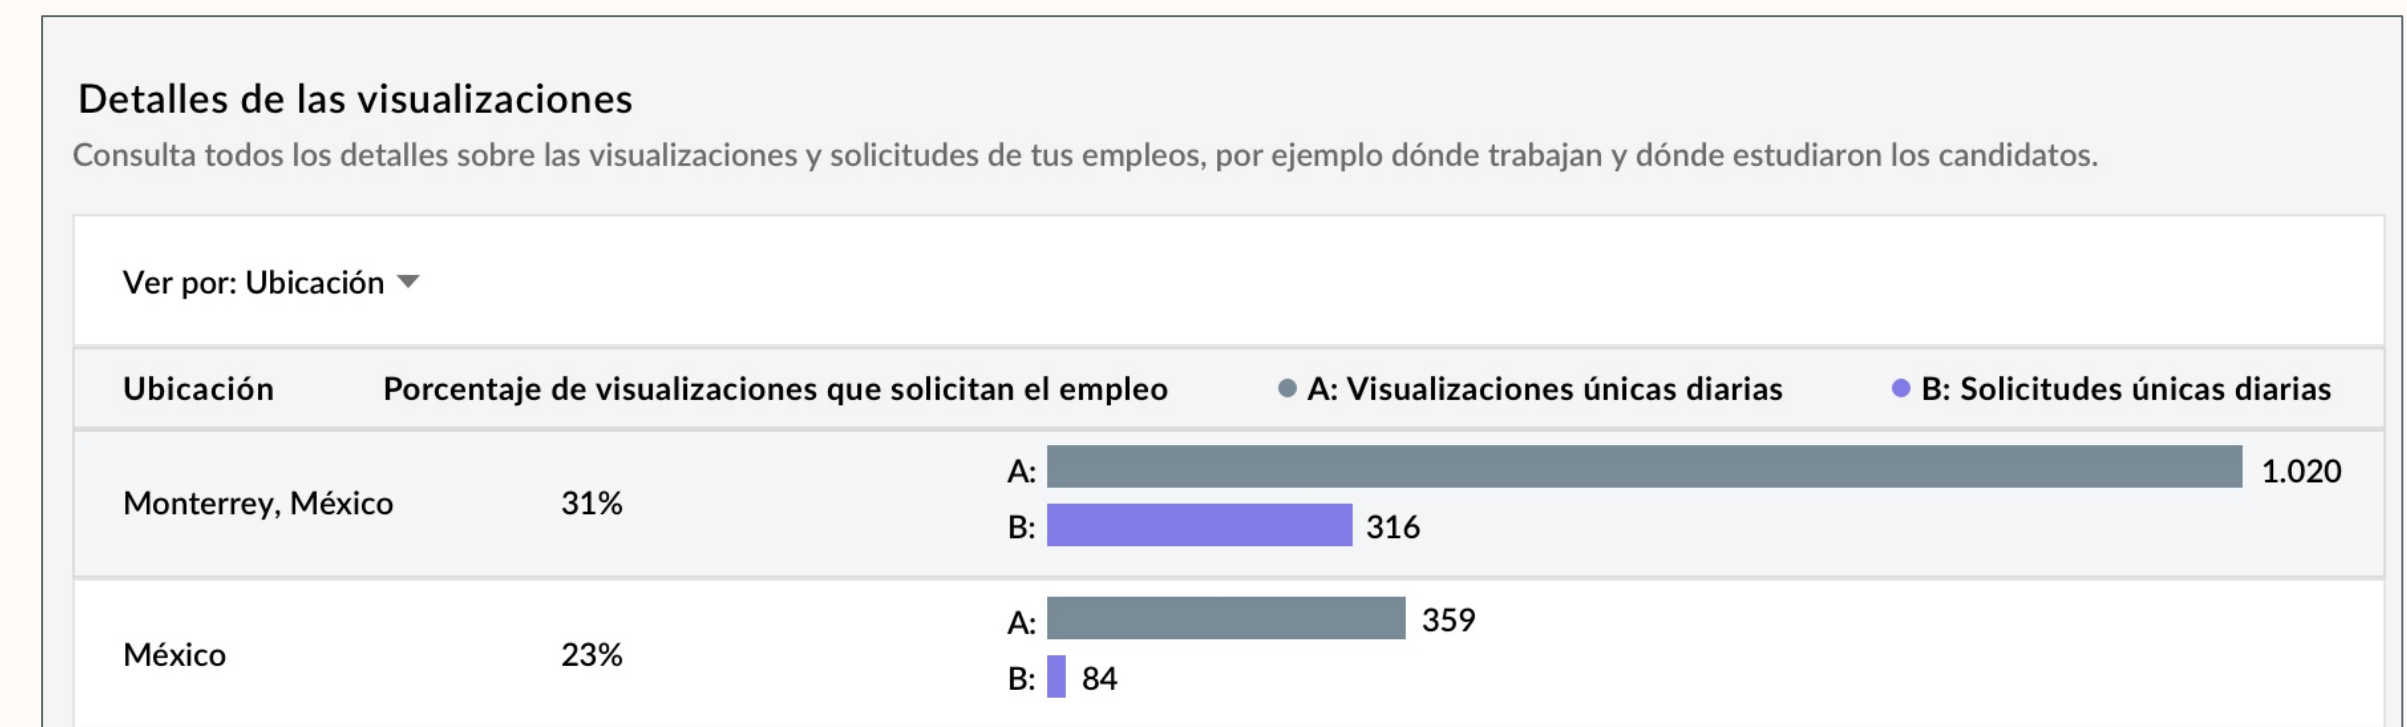 Detalles de las visualizaciones
Consulta todos los detalles sobre las visualizaciones y solicitudes de tus empleos, por ejemplo dónde trabajan y dónde estudiaron los candidatos.
Ver por: Ubicación
Ubicación Porcentaje de visualizaciones que solicitan el empleo A: Visualizaciones únicas diarias B: Solicitudes únicas diarias
A: 1.020
Monterrey, México 31%
B: 316
A: 359
México 23%
B: 84